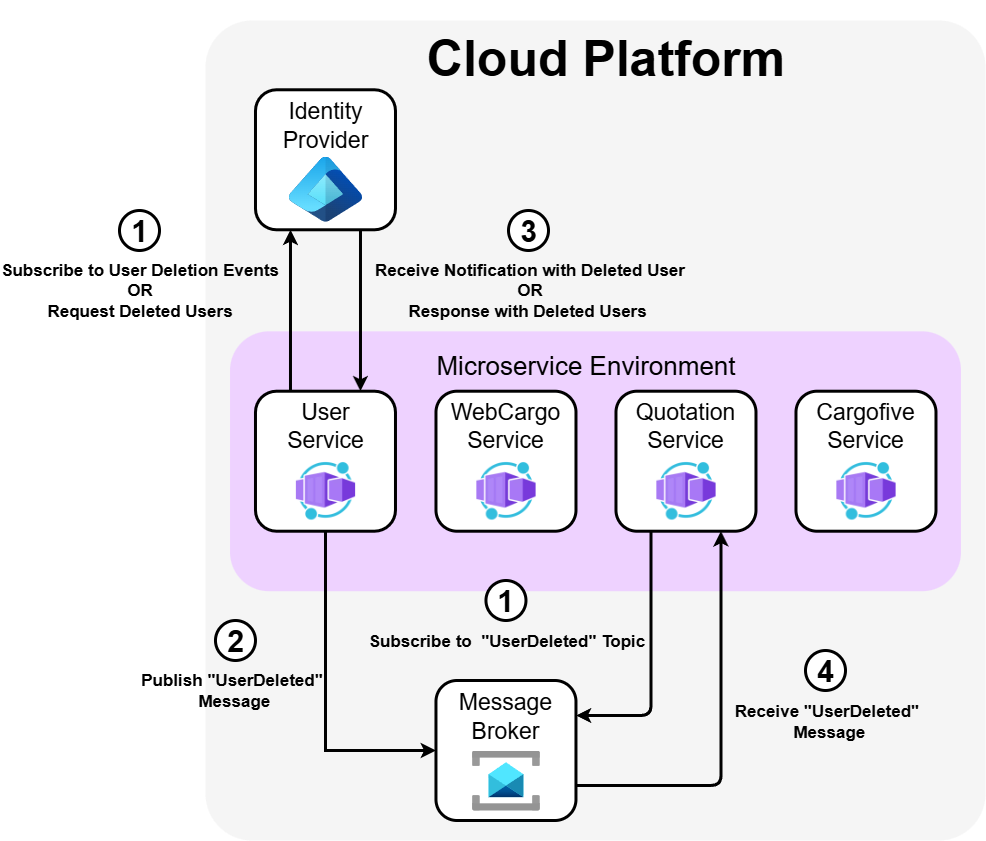 Cloud Platform
Identity
Provider
1
Subscribe to User Deletion Events
OR
Request Deleted Users
3
Receive Notification with Deleted User
OR
Response with Deleted Users
Microservice Environment
User
Service
WebCargo
Service
Quotation
Service
Cargofive
Service
1
Subscribe to "UserDeleted" Topic
2
Publish "UserDeleted"
Message
Message
Broker
4
Receive "UserDeleted"
Message